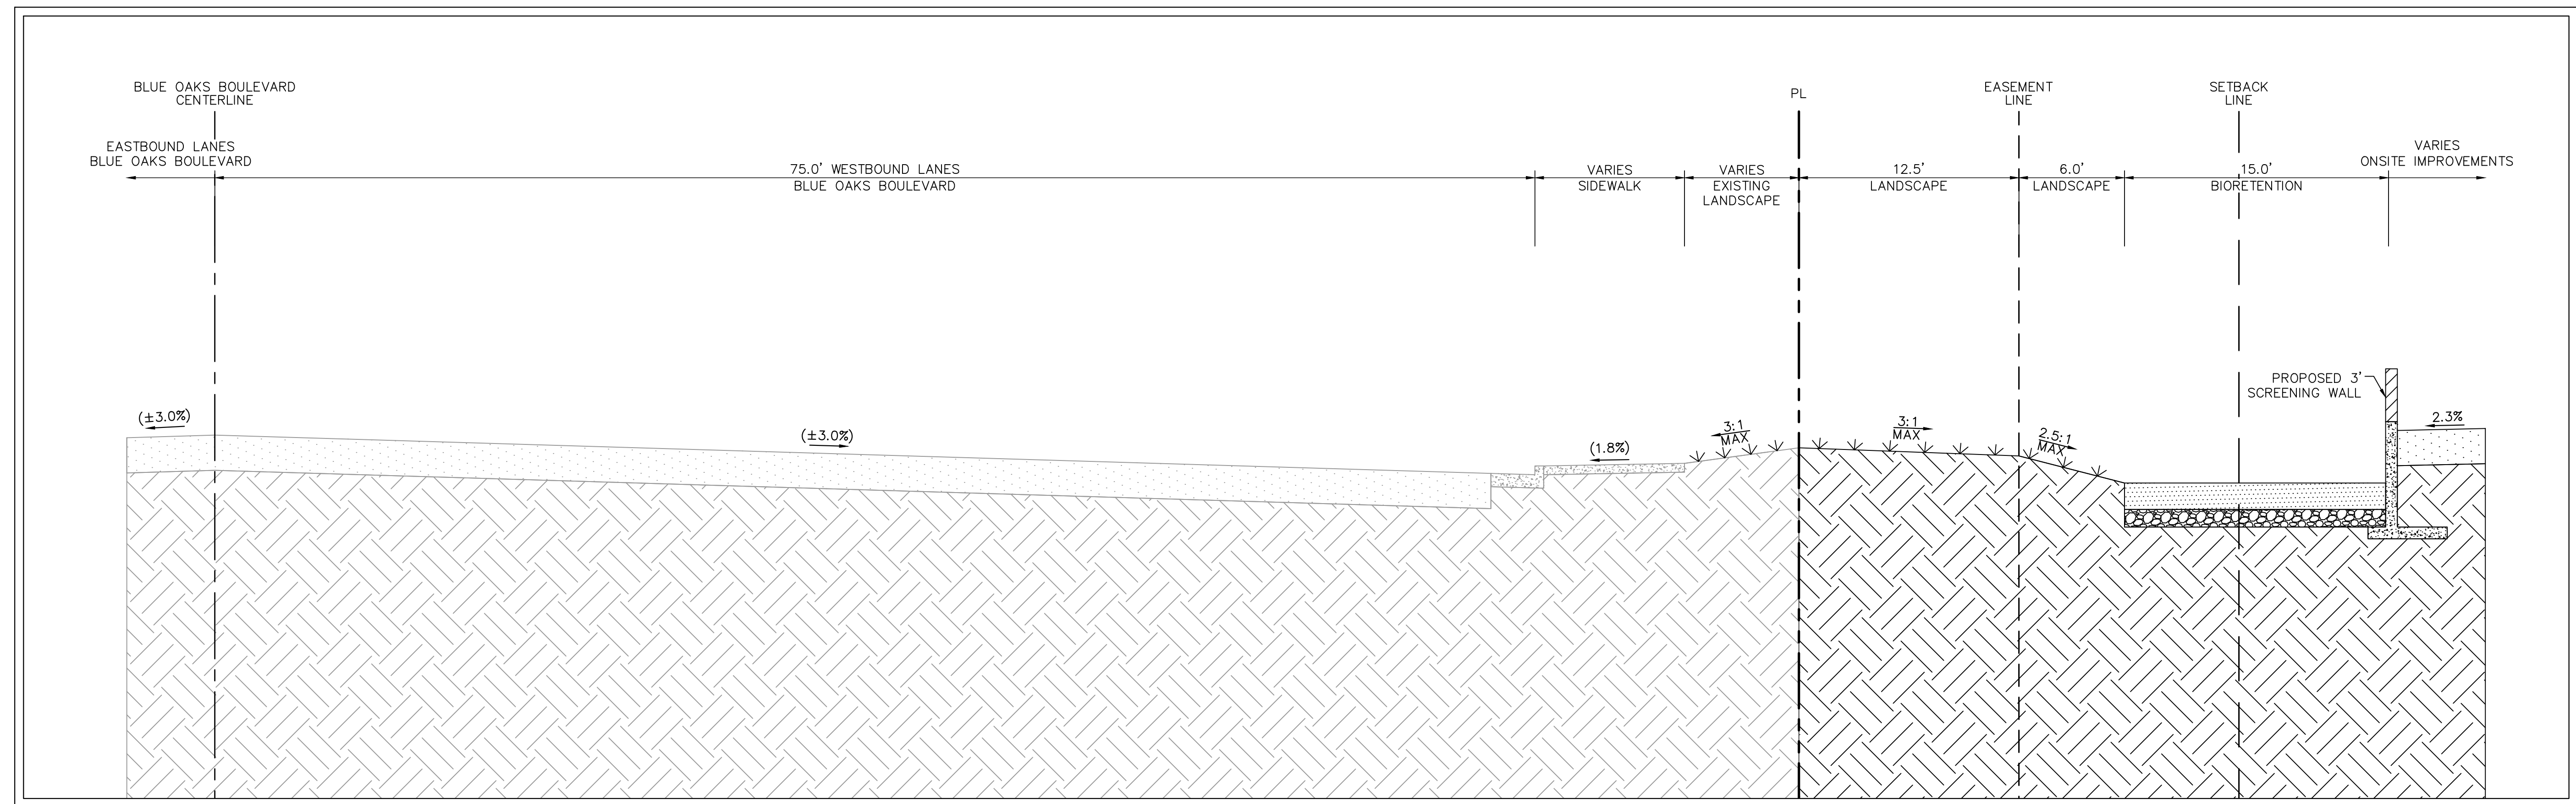 BLUE OAKS BOULEVARD
CENTERLINE
EASTBOUND LANES
BLUE OAKS BOULEVARD
75.0' WESTBOUND LANES
BLUE OAKS BOULEVARD
VARIES
SIDEWALK
VARIES
EXISTING
LANDSCAPE
PL
12.5'
LANDSCAPE
EASEMENT
LINE
6.0'
LANDSCAPE
SETBACK
LINE
15.0'
BIORETENTION
VARIES
ONSITE IMPROVEMENTS
(±3.0%)
(±3.0%)
(1.8%)
3:1
MAX
3:1
MAX
2.5:1
MAX
PROPOSED 3'
SCREENING WALL
2.3%